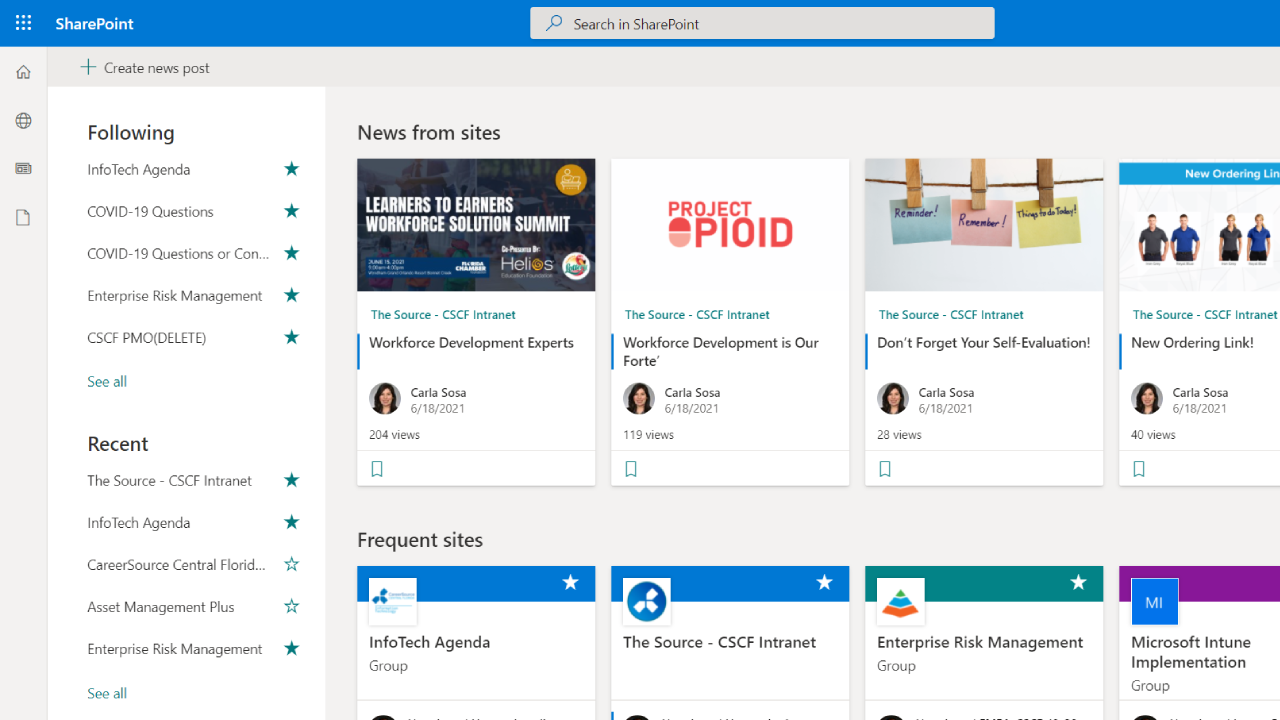 SharePoint
Search in SharePoint
Create news post
Following
InfoTech Agenda
COVID-19 Questions
COVID-19 Questions or Con...
Enterprise Risk Management
CSCF PMO(DELETE)
See all
Recent
The Source - CSCF Intranet
InfoTech Agenda
CareerSource Central Florid...
Asset Management Plus
Enterprise Risk Management
See all
News from sites
LEARNERS TO EARNERS
WORKFORCE SOLUTION SUMMIT
Co-Presented By:
JUNE 15, 2021
FLORIDA
CHAMBER
Helios
Education Foundation
The Source - CSCF Intranet
Workforce Development Experts
Carla Sosa
6/18/2021
204 views
PROJECT
OPIOID
The Source - CSCF Intranet
Workforce Development is Our
Forte’
Carla Sosa
6/18/2021
119 views
Reminder!
Remember!
Things to do Today!
The Source - CSCF Intranet
Don’t Forget Your Self-Evaluation!
Carla Sosa
6/18/2021
28 views
New Ordering Lin
The Source - CSCF Intranet
New Ordering Link!
Carla Sosa
6/18/2021
40 views
Frequent sites
InfoTech Agenda
Group
The Source - CSCF Intranet
Enterprise Risk Management
Group
MI
Microsoft Intune
Implementation
Group